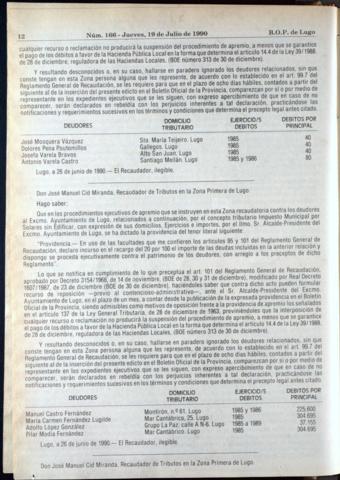 12 Núm. 166 - Jueves, 19 de Julio de 1990 B.O.P. de Lugo
cualquier recurso o reclamación no producirá la suspensión del procedimiento de apremio, a menos que se garantice
el pago de los débitos a favor de la Hacienda Pública Local en la forma que determina el artículo 14.4 de la Ley 39/1988,
de 28 de diciembre, reguladora de las Haciendas Locales. (BOE número 313 de 30 de diciembre).
Y resultando desconocidos o, en su caso, hallarse en paradero ignorado los deudores relacionados, sin que
conste tengan en esta Zona persona alguna que les represente, de acuerdo con lo establecido en el art. 99.7 del
Reglamento General de Recaudación, se les requiere para que en el plazo de ocho días hábiles, contados a partir del
siguiente al de la inserción del presente edicto en el Boletín Oficial de la Provincia, comparezcan por sí o por medio de
representante en los expedientes ejecutivos que se les siguen, con expreso apercibimiento de que en caso de no
comparecer, serán declarados en rebeldía con los perjuicios inherentes a tal declaración, practicándose las
notificaciones y requerimientos sucesivos en los términos y condiciones que determina el precepto legal antes citado.
DEUDORES DOMICILIO TRIBUTARIO EJERCICIO/S DEBITOS DEBITOS POR PRINCIPAL
José Mosquera Vázquez Sta. María Teijeiro. Lugo 1985 40
Dolores Pena Poutomillos Gallegos. Lugo 1985 40
Josefa Varela Bravos Alto San Juan. Lugo 1985 40
Antonio Varela Castro Santiago Meilán. Lugo 1985 y 1986 80
Lugo, a 26 de junio de 1990.— El Recaudador, ilegible.
Don José Manuel Cid Miranda, Recaudador de Tributos en la Zona Primera de Lugo.
Hago saber:
Que en los procedimientos ejecutivos de apremio que se instruyen en esta Zona recaudatoria contra los deudores
al Excmo. Ayuntamiento de Lugo, relacionados a continuación, por el concepto tributario Impuesto Municipal por
Solares sin Edificar, con expresión de sus domicilios, Ejercicios e importes, por el Ilmo. Sr. Alcalde-Presidente del
Excmo. Ayuntamiento de Lugo, se ha dictado la providencia del tenor literal siguiente:
"Providencia.— En uso de las facultades que me confieren los artículos 95 y 101 del Reglamento General de
Recaudación, declaro incurso en el recargo del 20 por 100 el importe de las deudas incluidas en la anterior relación y
dispongo se proceda ejecutivamente contra el patrimonio de los deudores, con arreglo a los preceptos de dicho
Reglamento".
Lo que se notifica en cumplimiento de lo que preceptúa el art. 101 del Reglamento General de Recaudación,
aprobado por Decreto 3154/1968, de 14 de noviembre, (BOE de 28, 30 y 31 de diciembre), modificado por Real Decreto
1807/1986, de 23 de diciembre (BOE de 30 de diciembre), haciéndoles saber que contra dicho acto pueden formular
recurso de reposición —previo al contencioso-administrativo—, ante el Sr. Alcalde-Presidente del Excmo.
Ayuntamiento de Lugo, en el plazo de un mes, a contar desde la publicación de la expresada providencia en el Boletín
Oficial de la Provincia, siendo admisibles como motivos de oposición frente a la providencia de apremio los señalados
en el artículo 137 de la Ley General Tributaria, de 28 de diciembre de 1963, previniéndoles que la interposición de
cualquier recurso o reclamación no producirá la suspensión del procedimiento de apremio, a menos que se garantice
el pago de los débitos a favor de la Hacienda Pública Local en la forma que determina el artículo 14.4 de la Ley 39/1988,
de 28 de diciembre, reguladora de las Haciendas Locales. (BOE número 313 de 30 de diciembre).
Y resultando desconocidos o, en su caso, hallarse en paradero ignorado los deudores relacionados, sin que
conste tengan en esta Zona persona alguna que les represente, de acuerdo con lo establecido en el art. 99.7 del
Reglamento General de Recaudación, se les requiere para que en el plazo de ocho días hábiles, contados a partir del
siguiente al de inserción del presente edicto en el Boletín Oficial de la Provincia, comparezcan por sí o por medio de
representante en los expedientes ejecutivos que se les siguen, con expreso apercibimiento de que en caso de no
comparecer, serán declarados en rebeldía con los perjuicios inherentes a tal declaración, practicándose las
notificaciones y requerimientos sucesivos en los términos y condiciones que determina el precepto legal antes citado.
DEUDORES DOMICILIO TRIBUTARIO EJERCICIO/S DEBITOS DEBITOS POR PRINCIPAL
Manuel Castro Fernández Montirón, n.º 61. Lugo 1985 y 1986 225.600
María Carmen Fernández Lugilde Mar Cantábrico, 25. Lugo 1985 304.695
Adolfo López González Grupo La Paz, calle A N-6. Lugo 1985 a 1989 37.155
Pilar Modia Fernández Mar Cantábrico. Lugo 1985 304.695
Lugo, a 26 de junio de 1990.— El Recaudador, ilegible.
Don José Manuel Cid Miranda, Recaudador de Tributos en la Zona Primera de Lugo.